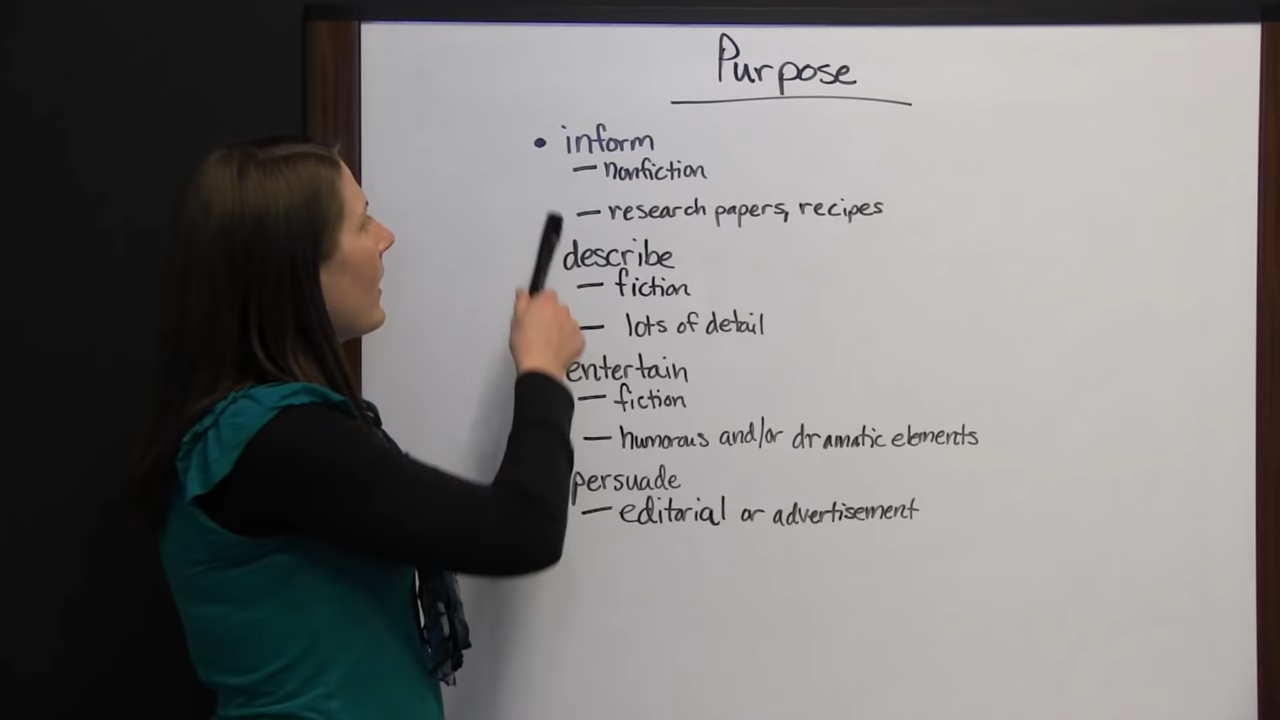 Purpose
• inform
— nonfiction
— research papers, recipes
describe
— fiction
— lots of detail
entertain
— fiction
— humorous and/or dramatic elements
persuade
— editorial or advertisement